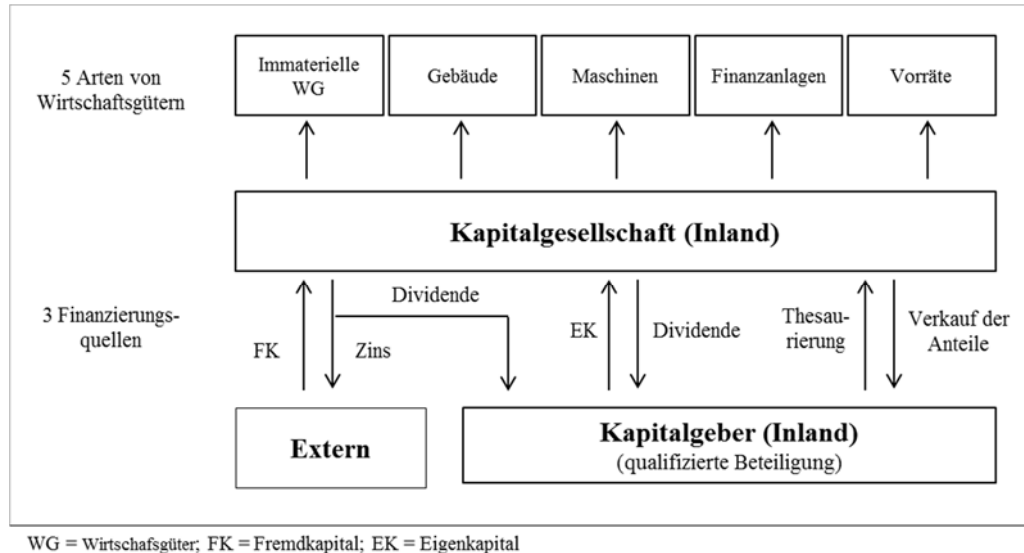 5 Arten von
Wirtschaftsgütern
Immaterielle
WG
Gebäude
Maschinen
Finanzanlagen
Vorräte
Kapitalgesellschaft (Inland)
3 Finanzierungs-
quellen
FK
Zins
Dividende
EK
Dividende
Thesau-
rierung
Verkauf der
Anteile
Extern
Kapitalgeber (Inland)
(qualifizierte Beteiligung)
WG = Wirtschafsgüter; FK = Fremdkapital; EK = Eigenkapital